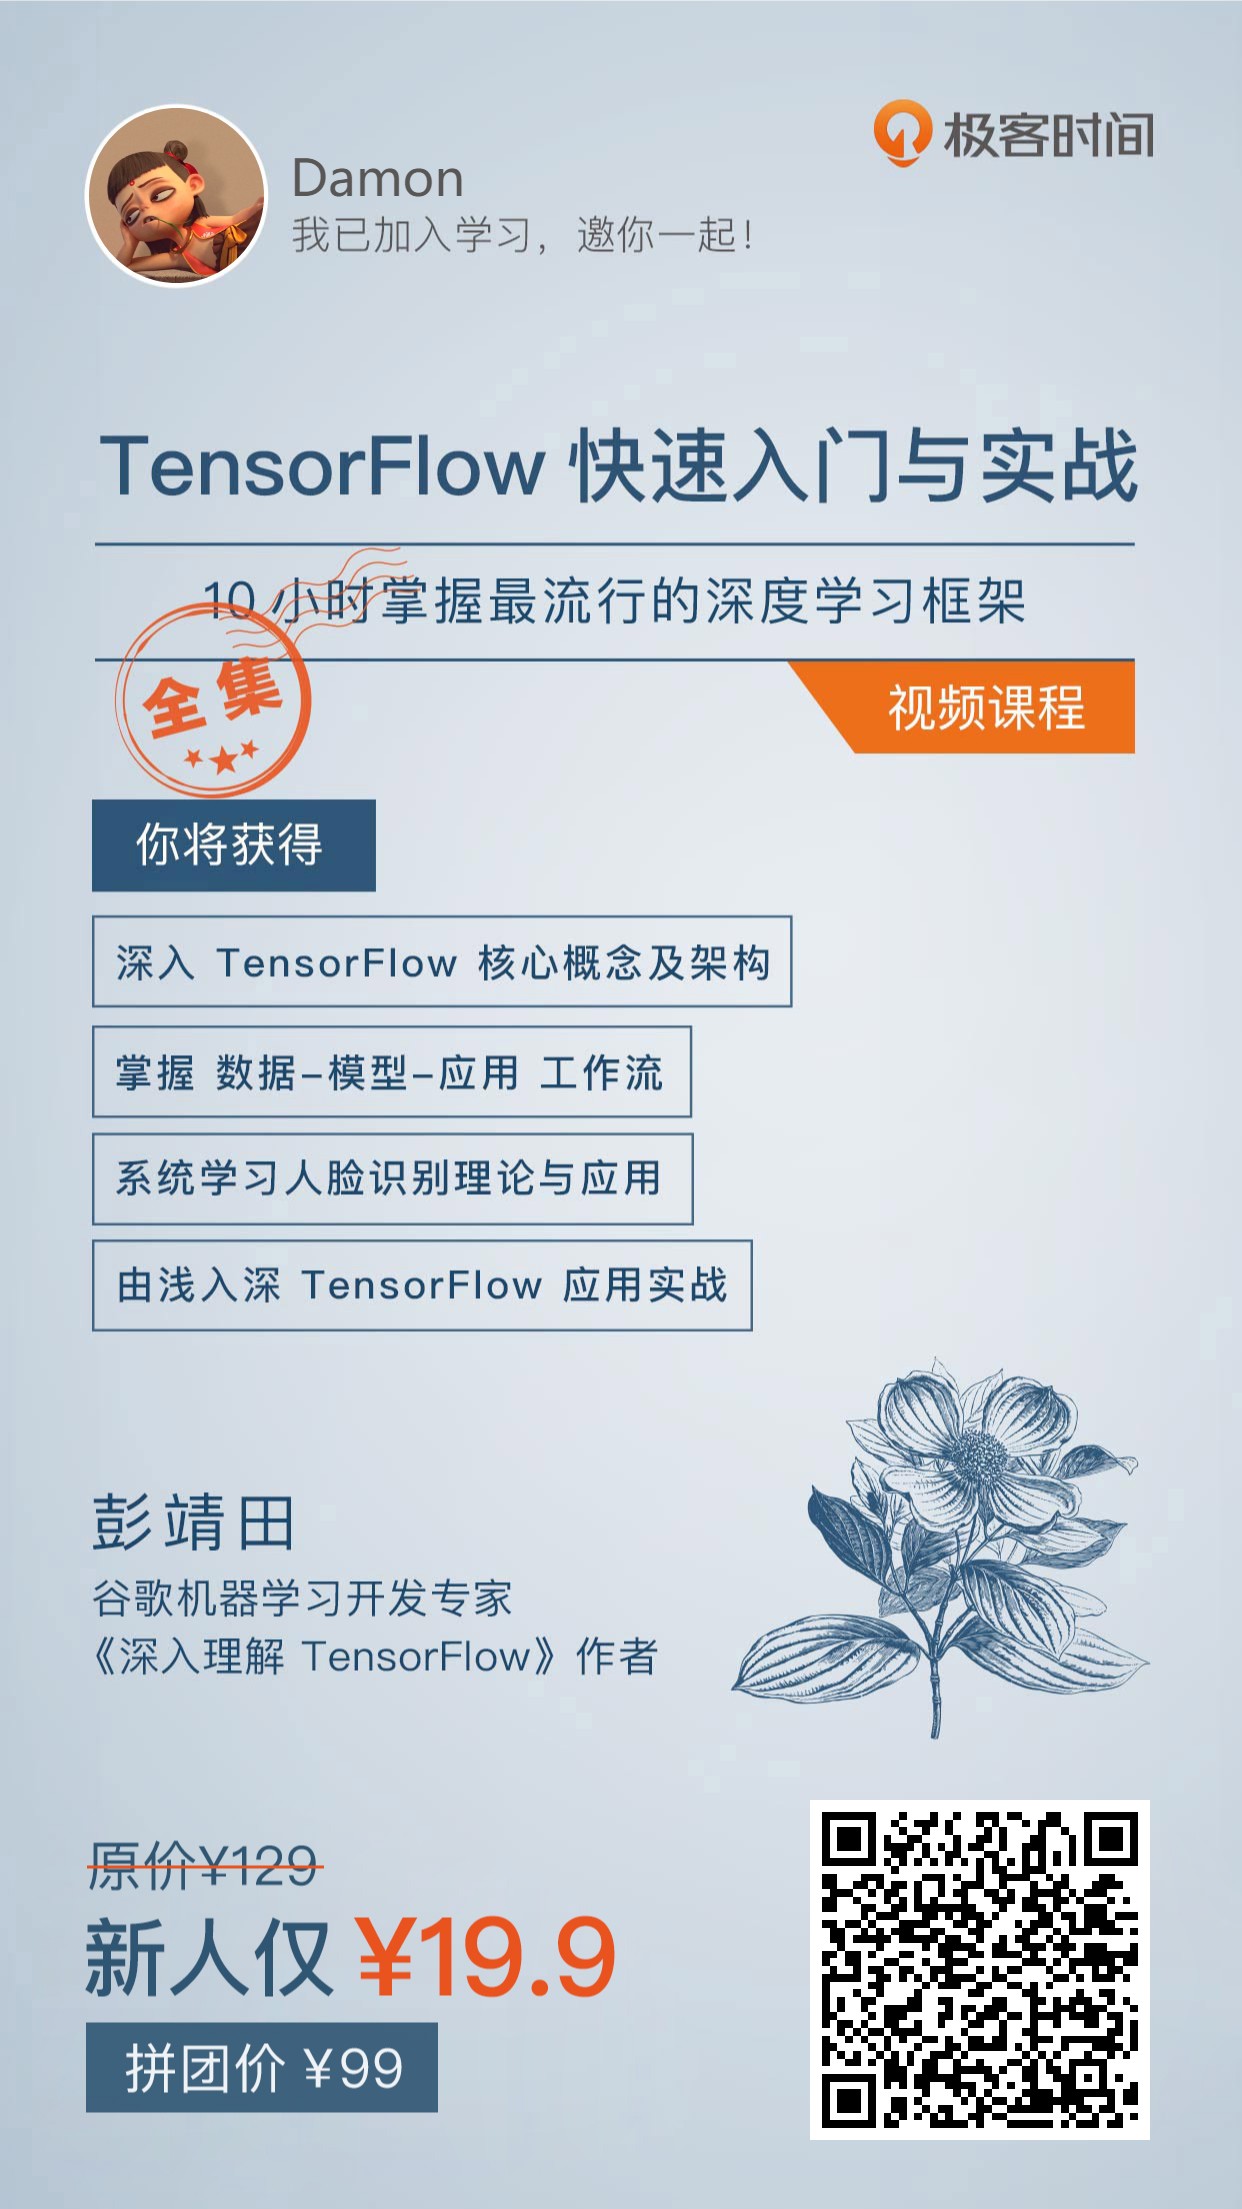 极客时间
Damon
我已加入学习，邀你一起！
TensorFlow 快速入门与实战
10 小时掌握最流行的深度学习框架
全集
视频课程
你将获得
深入 TensorFlow 核心概念及架构
掌握 数据-模型-应用 工作流
系统学习人脸识别理论与应用
由浅入深 TensorFlow 应用实战
彭靖田
谷歌机器学习开发专家
《深入理解 TensorFlow》作者
原价¥129
新人仅 ¥19.9
拼团价 ¥99